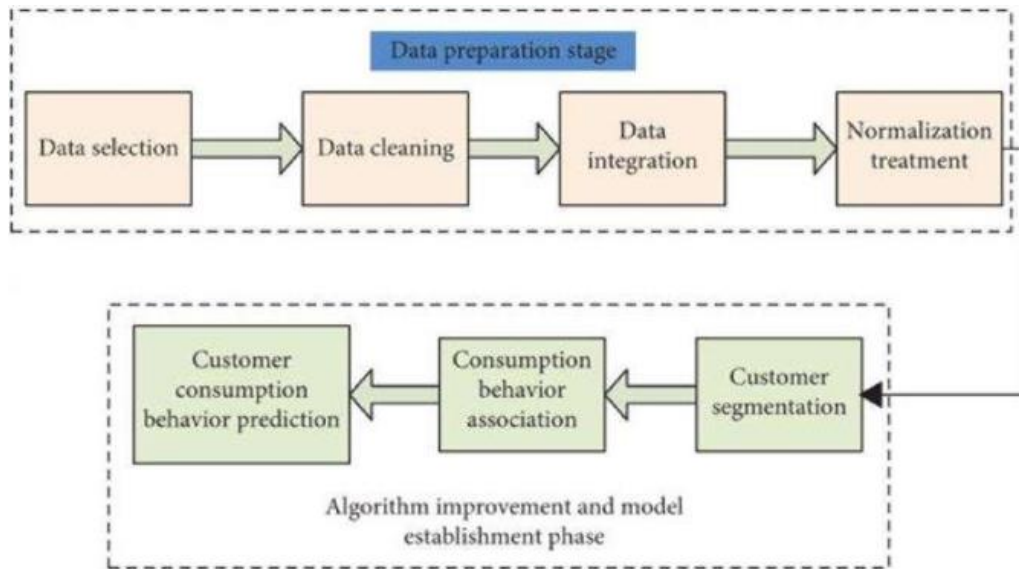 Data preparation stage
Data selection
Data cleaning
Data
integration
Normalization
treatment
Customer
consumption
behavior prediction
Consumption
behavior
association
Customer
segmentation
Algorithm improvement and model
establishment phase